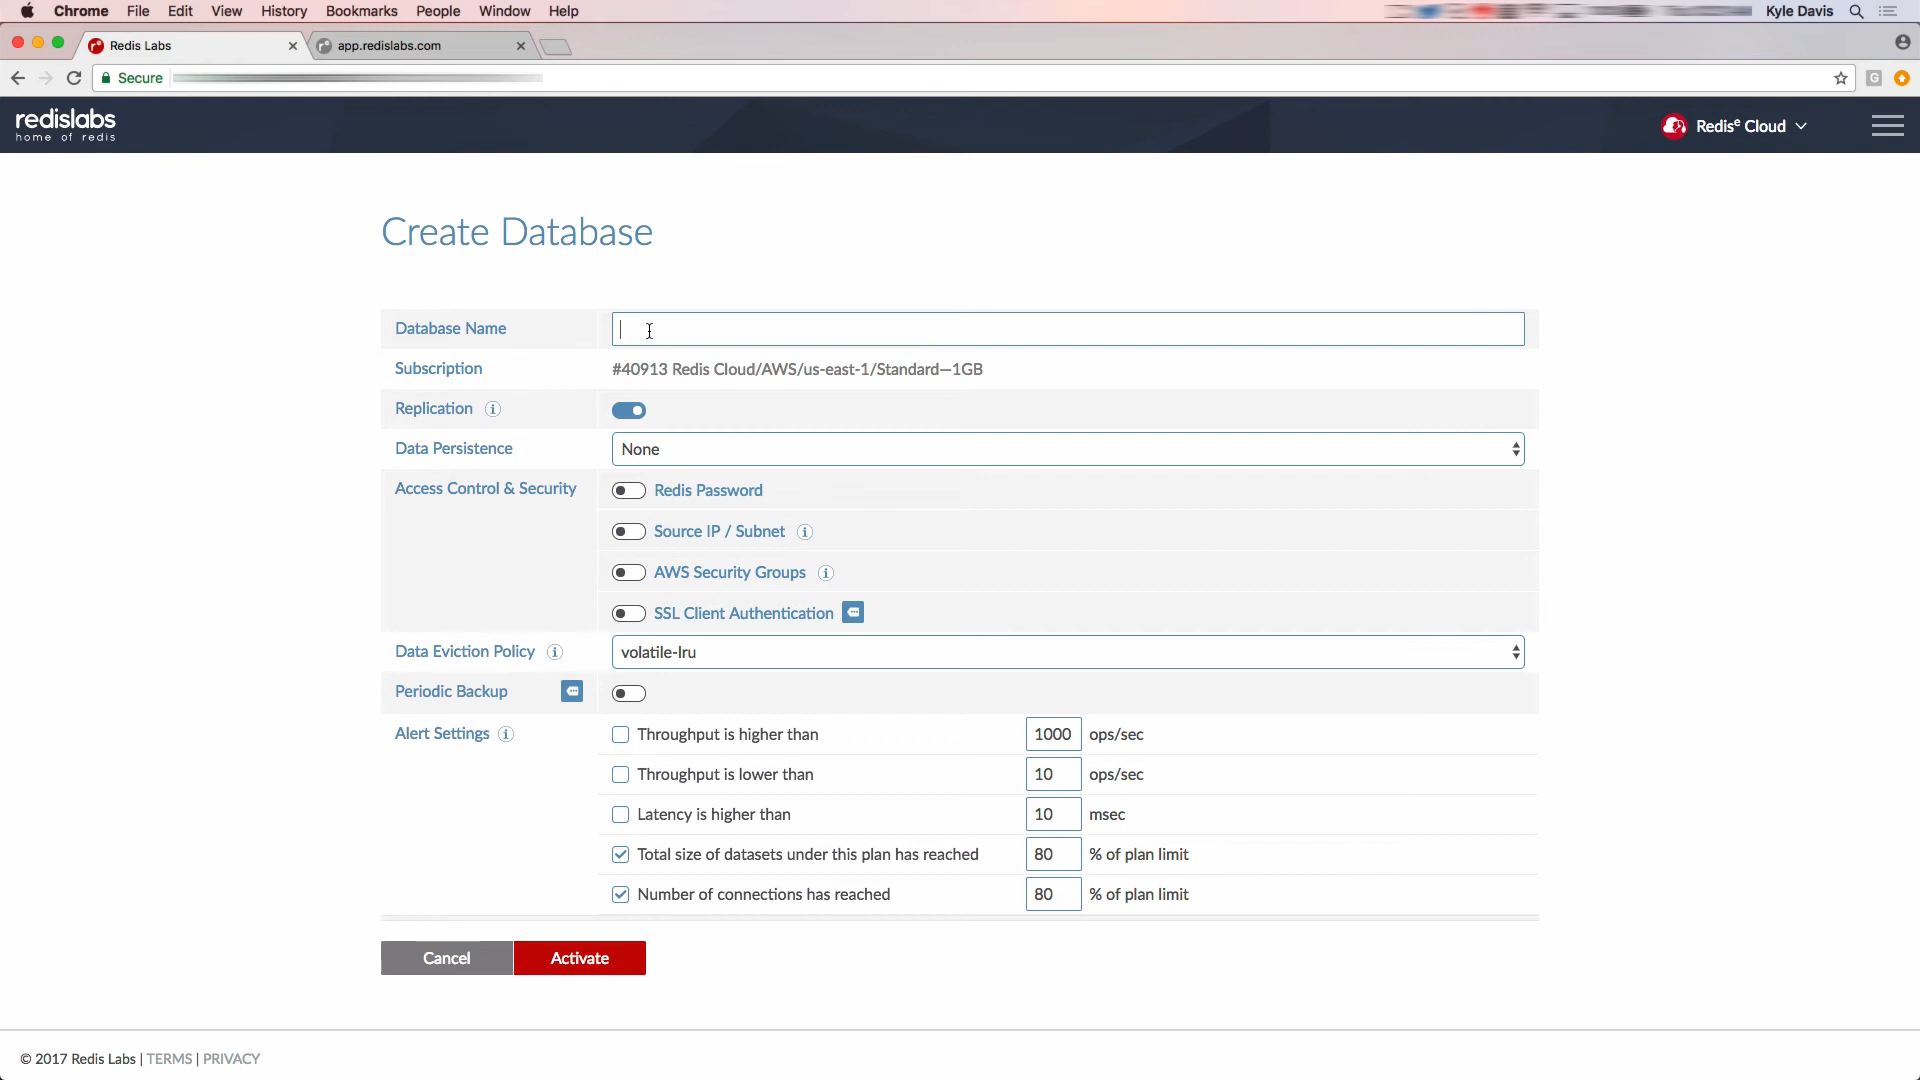 Chrome File Edit View History Bookmarks People Window Help Kyle Davis
Redis Labs app.redislabs.com
Secure
redislabs
home of redis
Redisᵉ Cloud
Create Database
Database Name
Subscription #40913 Redis Cloud/AWS/us-east-1/Standard—1GB
Replication
Data Persistence None
Access Control & Security Redis Password
Source IP / Subnet
AWS Security Groups
SSL Client Authentication
Data Eviction Policy volatile-lru
Periodic Backup
Alert Settings Throughput is higher than 1000 ops/sec
Throughput is lower than 10 ops/sec
Latency is higher than 10 msec
Total size of datasets under this plan has reached 80 % of plan limit
Number of connections has reached 80 % of plan limit
Cancel Activate
© 2017 Redis Labs | TERMS | PRIVACY